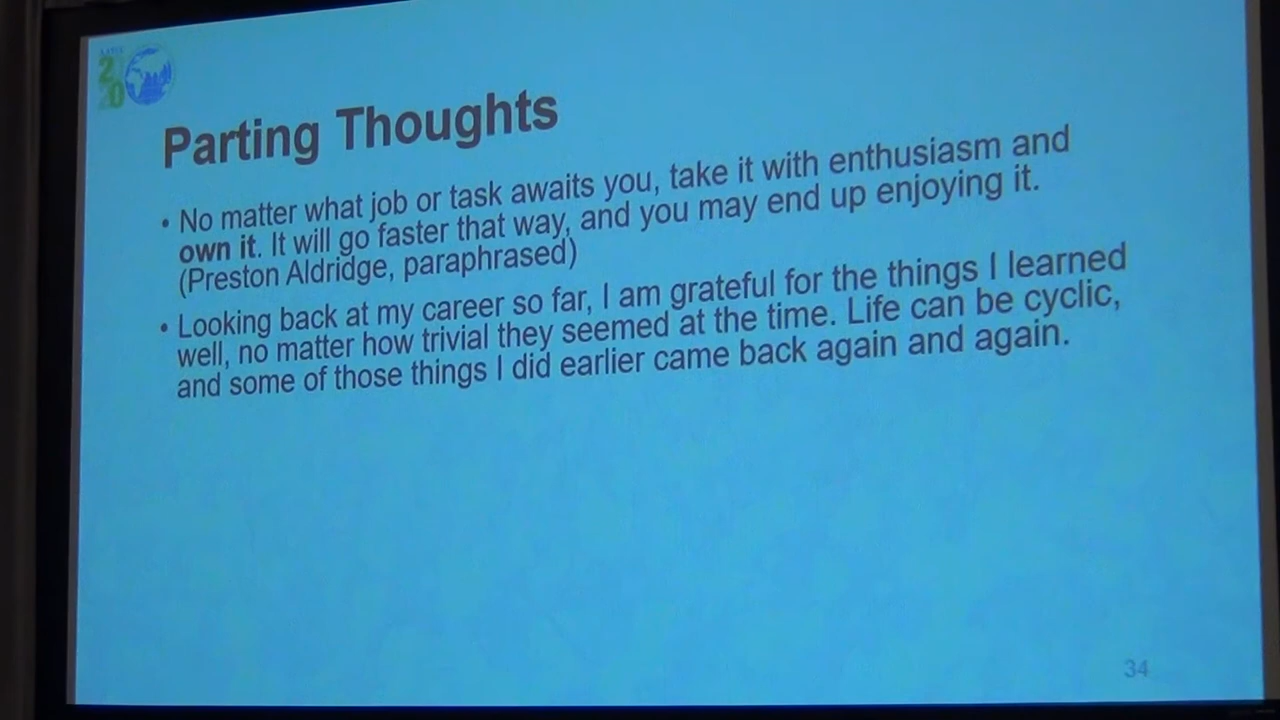 2
20
Parting Thoughts
• No matter what job or task awaits you, take it with enthusiasm and
own it. It will go faster that way, and you may end up enjoying it.
(Preston Aldridge, paraphrased)
• Looking back at my career so far, I am grateful for the things I learned
well, no matter how trivial they seemed at the time. Life can be cyclic,
and some of those things I did earlier came back again and again.
34